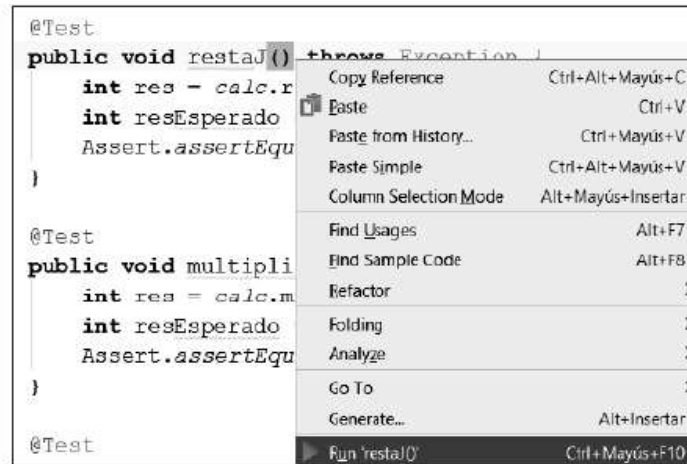 @Test
public void restaJ() throws Exception {
int res = calc.r
int resEsperado
Assert.assertEqu
}
@Test
public void multipli
int res = calc.m
int resEsperado
Assert.assertEqu
}
@Test
Copy Reference Ctrl+Alt+Mayús+C
Paste Ctrl+V
Paste from History... Ctrl+Mayús+V
Paste Simple Ctrl+Alt+Mayús+V
Column Selection Mode Alt+Mayús+Insertar
Find Usages Alt+F7
Find Sample Code Alt+F8
Refactor
Folding
Analyze
Go To
Generate... Alt+Insertar
Run 'restaJ()' Ctrl+Mayús+F10